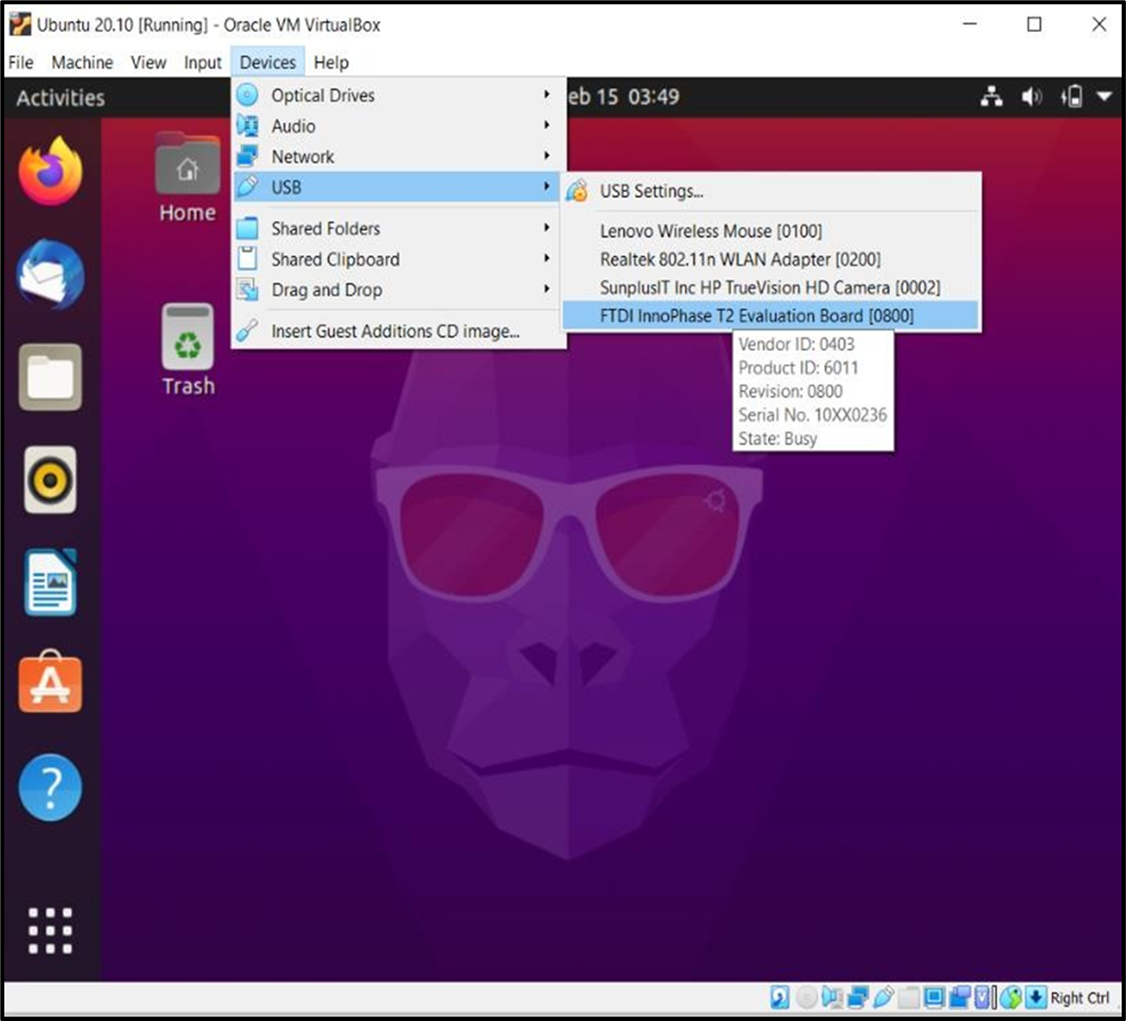 Ubuntu 20.10 [Running] - Oracle VM VirtualBox
File Machine View Input Devices Help
Activities
eb 15 03:49
Optical Drives
Audio
Network
USB
Shared Folders
Shared Clipboard
Drag and Drop
Insert Guest Additions CD image...
USB Settings...
Lenovo Wireless Mouse [0100]
Realtek 802.11n WLAN Adapter [0200]
SunplusIT Inc HP TrueVision HD Camera [0002]
FTDI InnoPhase T2 Evaluation Board [0800]
Vendor ID: 0403
Product ID: 6011
Revision: 0800
Serial No. 10XX0236
State: Busy
Home
Trash
Right Ctrl